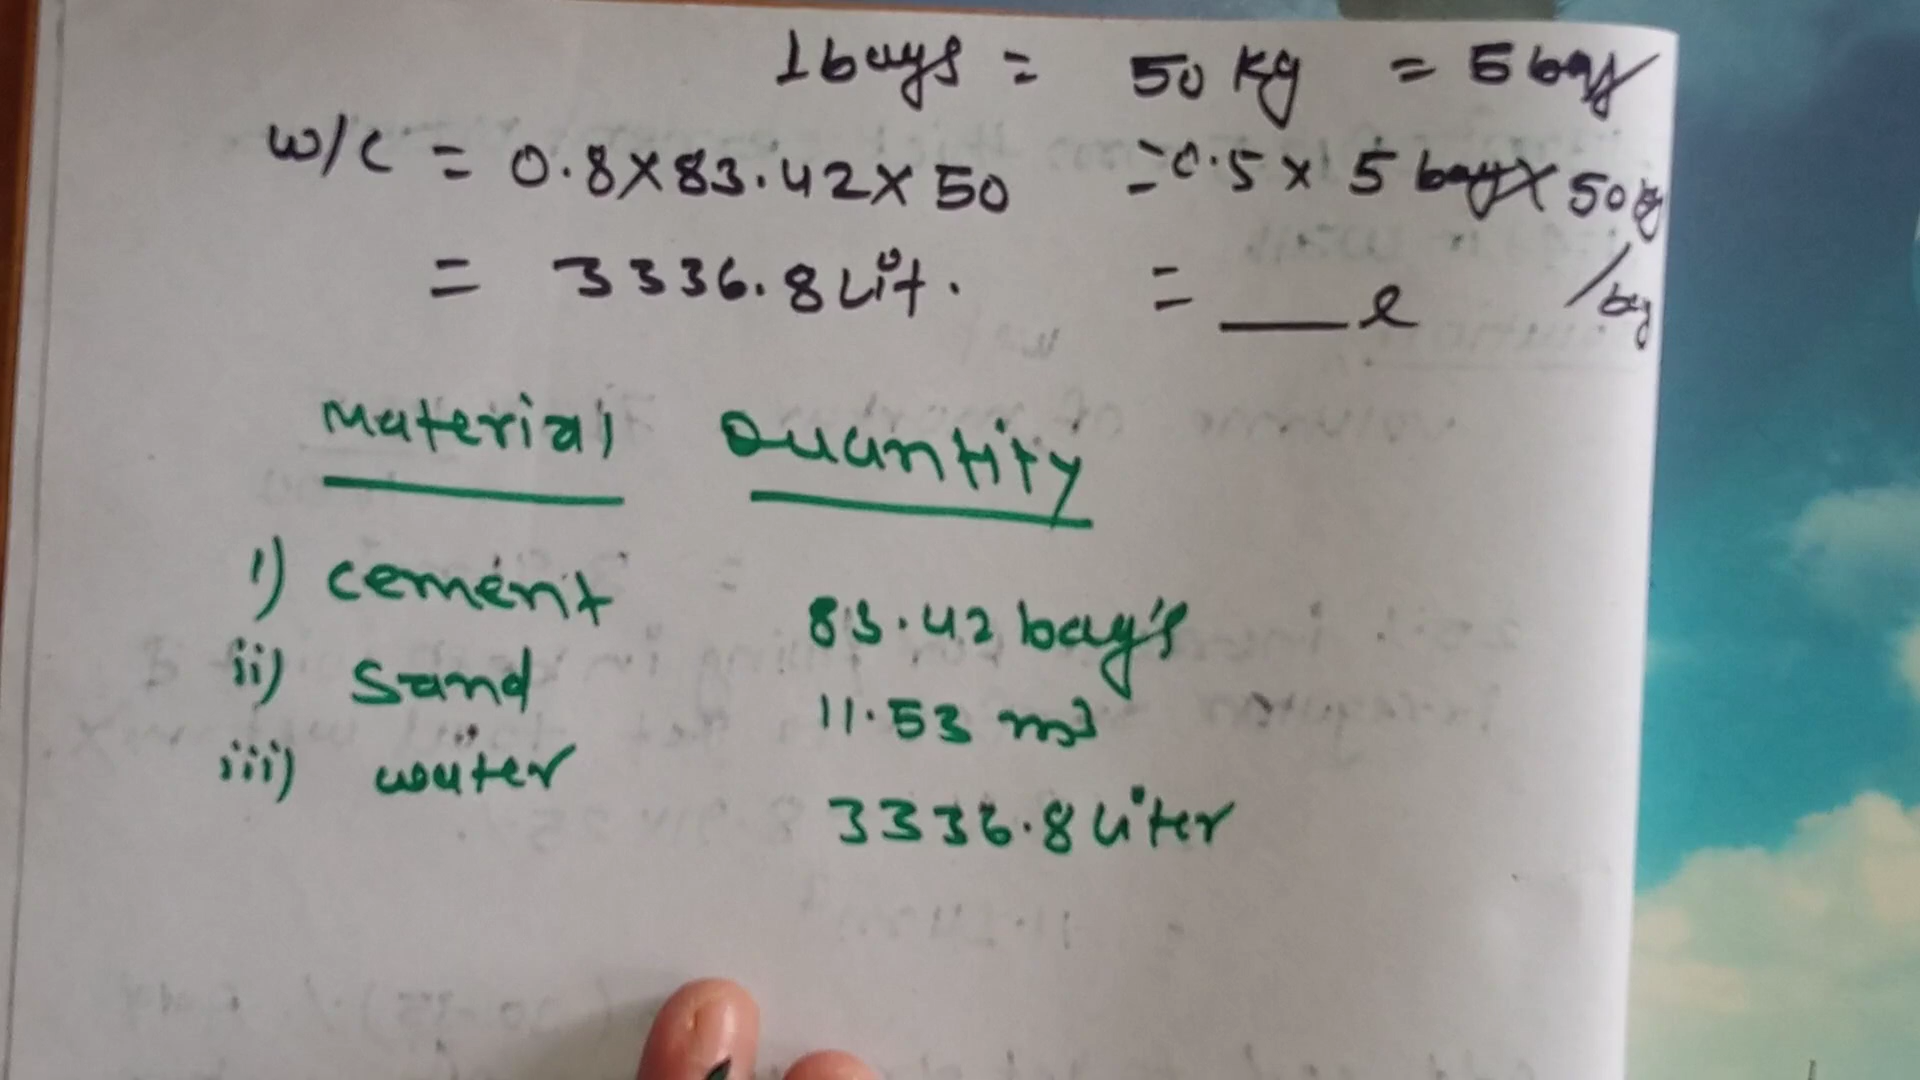 1 bags = 50 kg = 5 bags
w/c = 0.8 x 83.42 x 50 = 0.5 x 5 bag x 50 kg
/bag
= 3336.8 Lit. = ___ l
Material Quantity
i) cement 83.42 bag's
ii) sand 11.53 m3
iii) water 3336.8 Liter